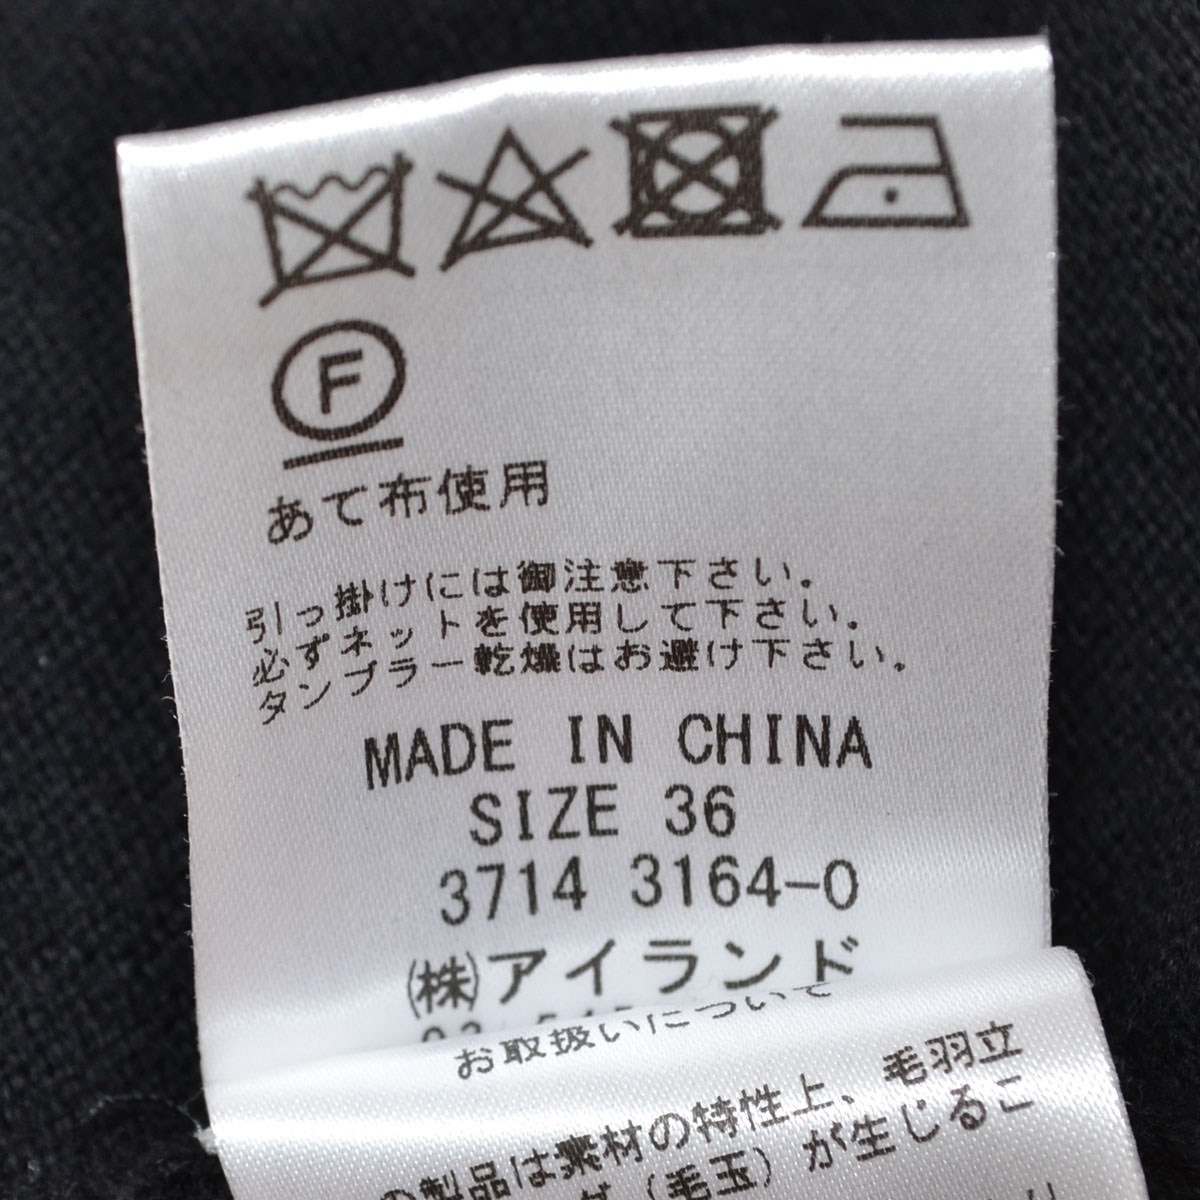 F
あて布使用
引っ掛けには御注意下さい。
必ずネットを使用して下さい。
タンブラー乾燥はお避け下さい。
MADE IN CHINA
SIZE 36
3714 3164-0
(株)アイランド
お取扱いについて
の製品は素材の特性上、毛羽立
(毛玉)が生じるこ